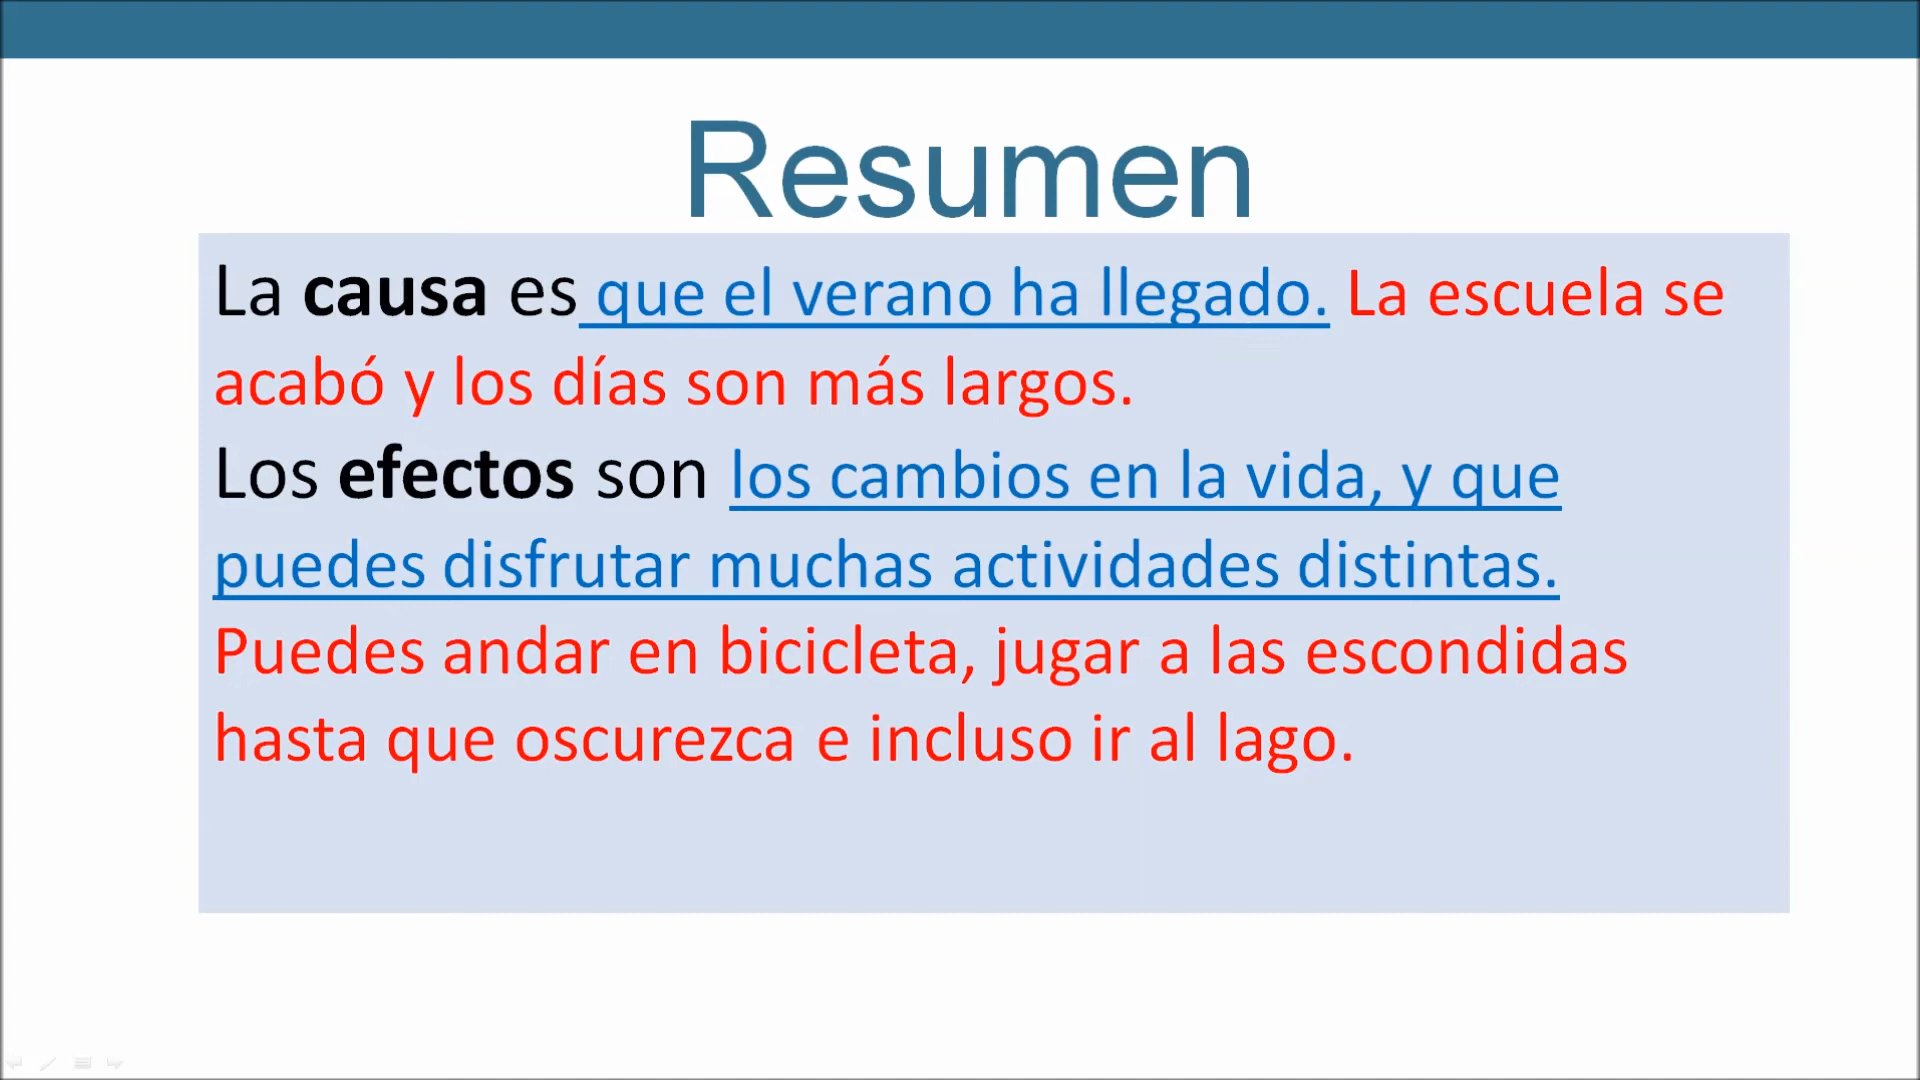 Resumen
La causa es que el verano ha llegado. La escuela se
acabó y los días son más largos.
Los efectos son los cambios en la vida, y que
puedes disfrutar muchas actividades distintas.
Puedes andar en bicicleta, jugar a las escondidas
hasta que oscurezca e incluso ir al lago.